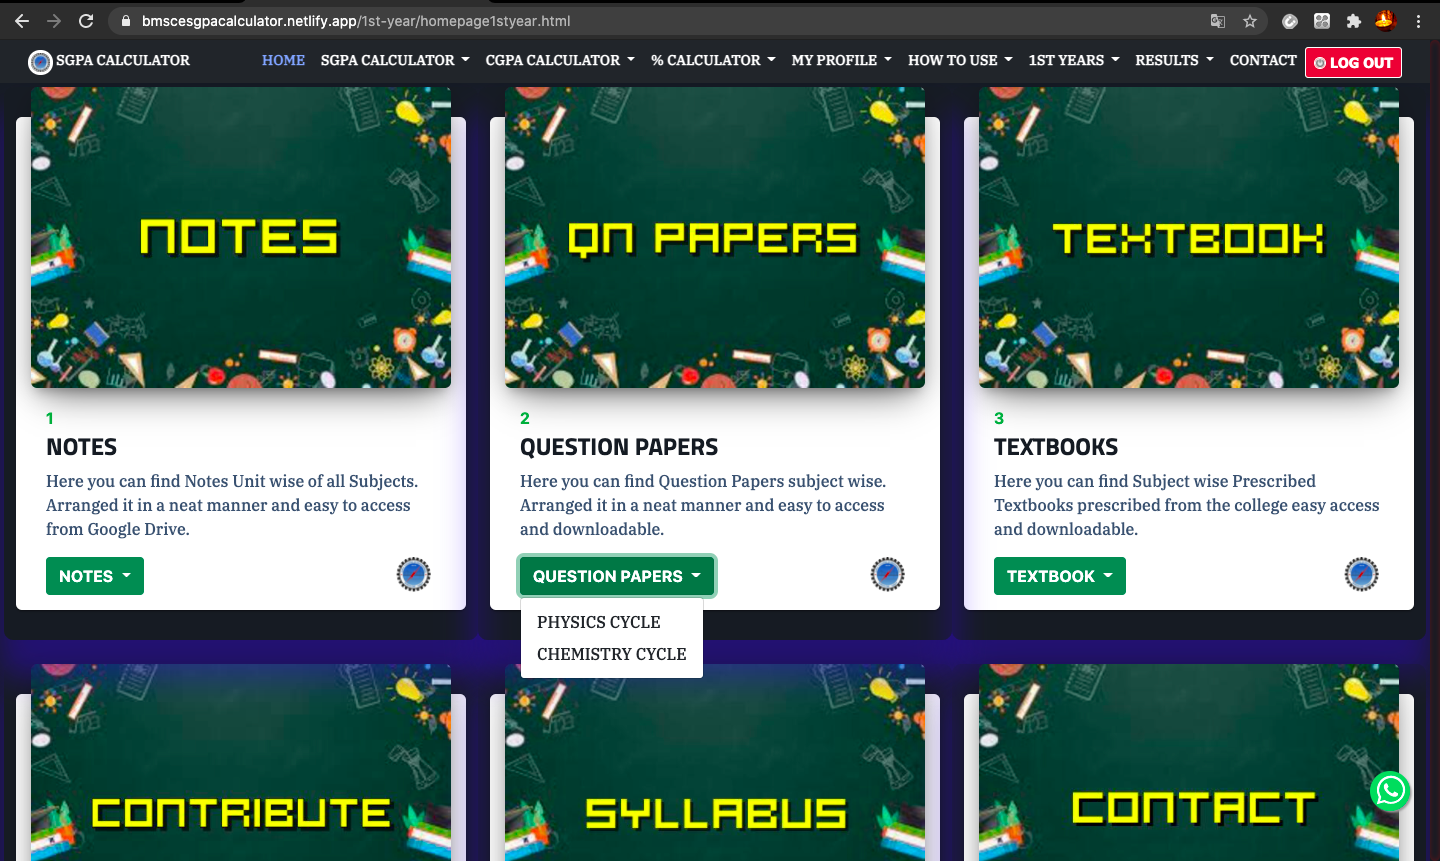 bmscesgpacalculator.netlify.app/1st-year/homepage1styear.html
SGPA CALCULATOR
HOME
SGPA CALCULATOR
CGPA CALCULATOR
% CALCULATOR
MY PROFILE
HOW TO USE
1ST YEARS
RESULTS
CONTACT
LOG OUT
NOTES
QN PAPERS
TEXTBOOK
1
NOTES
Here you can find Notes Unit wise of all Subjects.
Arranged it in a neat manner and easy to access
from Google Drive.
NOTES
2
QUESTION PAPERS
Here you can find Question Papers subject wise.
Arranged it in a neat manner and easy to access
and downloadable.
QUESTION PAPERS
PHYSICS CYCLE
CHEMISTRY CYCLE
3
TEXTBOOKS
Here you can find Subject wise Prescribed
Textbooks prescribed from the college easy access
and downloadable.
TEXTBOOK
CONTRIBUTE
SYLLABUS
CONTACT